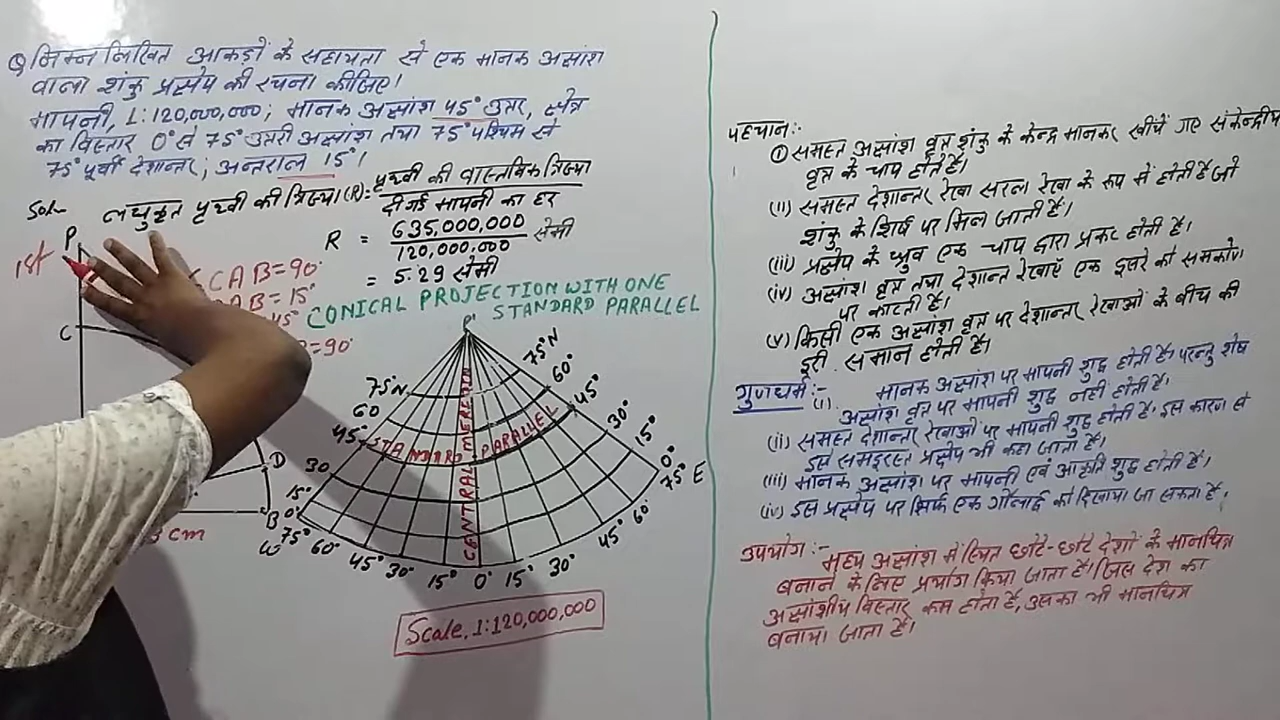 Q निम्न लिखित आकड़ों के सहायता से एक मानक अक्षांश
वाला शंकु प्रक्षेप की रचना कीजिए।
मापनी, 1:120,000,000; मानक अक्षांश 45° उत्तर, क्षेत्र
का विस्तार 0° से 75° उत्तरी अक्षांश तथा 75° पश्चिम से
75° पूर्वी देशान्तर; अन्तराल 15°।
Soln लघुकृत पृथ्वी की त्रिज्या (R) = पृथ्वी की वास्तविक त्रिज्या
दी गई मापनी का हर
R = 635,000,000 सेमी
120,000,000
= 5.29 सेमी
1st
P
C
CAB=90°
AB=15°
45°
=90°
D
B
cm
CONICAL PROJECTION WITH ONE
STANDARD PARALLEL
P'
75°N
60
45°
30
15°
0°
75°N
60°
45°
30°
15°
0°
75° E
STANDARD PARALLEL
CENTRAL MERIDIAN
75° 60° 45° 30° 15° 0° 15° 30° 45° 60°
W
Scale, 1:120,000,000
पहचान:-
(i) समस्त अक्षांश वृत्त शंकु के केन्द्र मानकर खींचें गए संकेन्द्रीय
वृत्त के चाप होते हैं।
(ii) समस्त देशान्तर रेखा सरल रेखा के रूप में होती है जो
शंकु के शिर्ष पर मिल जाती है।
(iii) प्रक्षेप के ध्रुव एक चाप द्वारा प्रकट होती है।
(iv) अक्षांश वृत्त तथा देशान्त रेखाएँ एक दूसरे को समकोण
पर काटती है।
(v) किसी एक अक्षांश वृत्त पर देशान्तर रेखाओं के बीच की
दूरी समान होती है।
गुणधर्म:-
(i) मानक अक्षांश पर मापनी शुद्ध होती है। परन्तु शेष
अक्षांश वृत्त पर मापनी शुद्ध नहीं होती है।
(ii) समस्त देशान्तर रेखाओं पर मापनी शुद्ध होती है। इस कारण से
इसे समदूरस्त प्रक्षेप भी कहा जाता है।
(iii) मानक अक्षांश पर मापनी एवं आकृति शुद्ध होती है।
(iv) इस प्रक्षेप पर सिर्फ एक गोलार्द्ध को दिखाया जा सकता है।
उपयोग:-
मध्य अक्षांश में स्थित छोटे-छोटे देशों के मानचित्र
बनाने के लिए प्रयोग किया जाता है। जिस देश का
अक्षांशीय विस्तार कम होता है, उसका भी मानचित्र
बनाया जाता है।